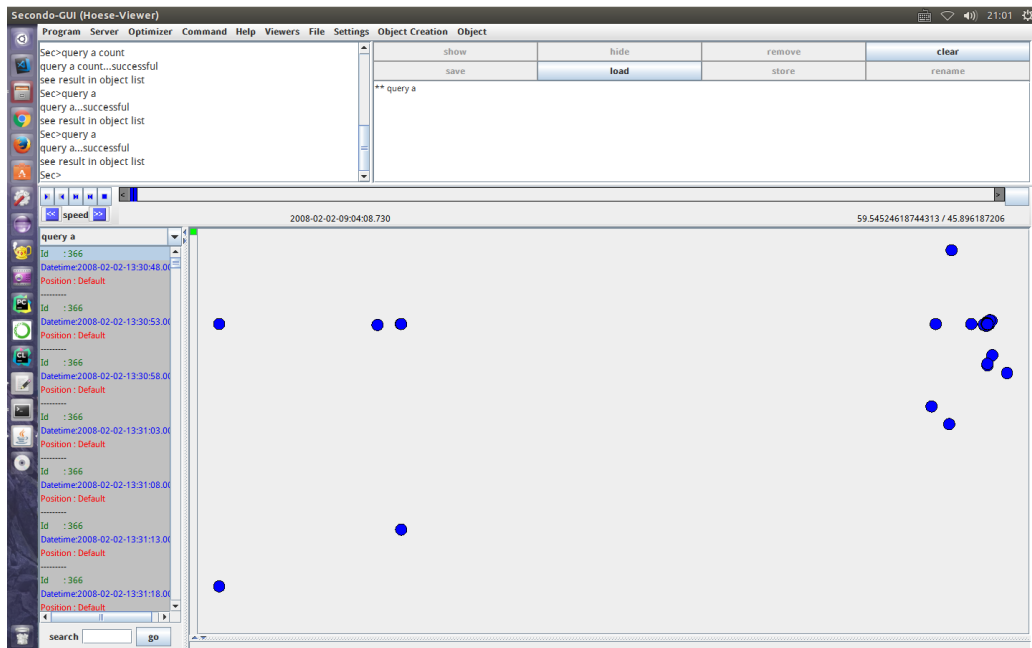 Secondo-GUI (Hoese-Viewer)
21:01
Program Server Optimizer Command Help Viewers File Settings Object Creation Object
Sec>query a count
query a count...successful
see result in object list
Sec>query a
query a...successful
see result in object list
Sec>query a
query a...successful
see result in object list
Sec>
show hide remove clear
save load store rename
** query a
<< speed >>
2008-02-02-09:04:08.730
59.54524618744313 / 45.896187206
query a
Id :366
Datetime:2008-02-02-13:30:48.00
Position : Default
---------
Id :366
Datetime:2008-02-02-13:30:53.00
Position : Default
---------
Id :366
Datetime:2008-02-02-13:30:58.00
Position : Default
---------
Id :366
Datetime:2008-02-02-13:31:03.00
Position : Default
---------
Id :366
Datetime:2008-02-02-13:31:08.00
Position : Default
---------
Id :366
Datetime:2008-02-02-13:31:13.00
Position : Default
---------
Id :366
Datetime:2008-02-02-13:31:18.00
Position : Default
search go